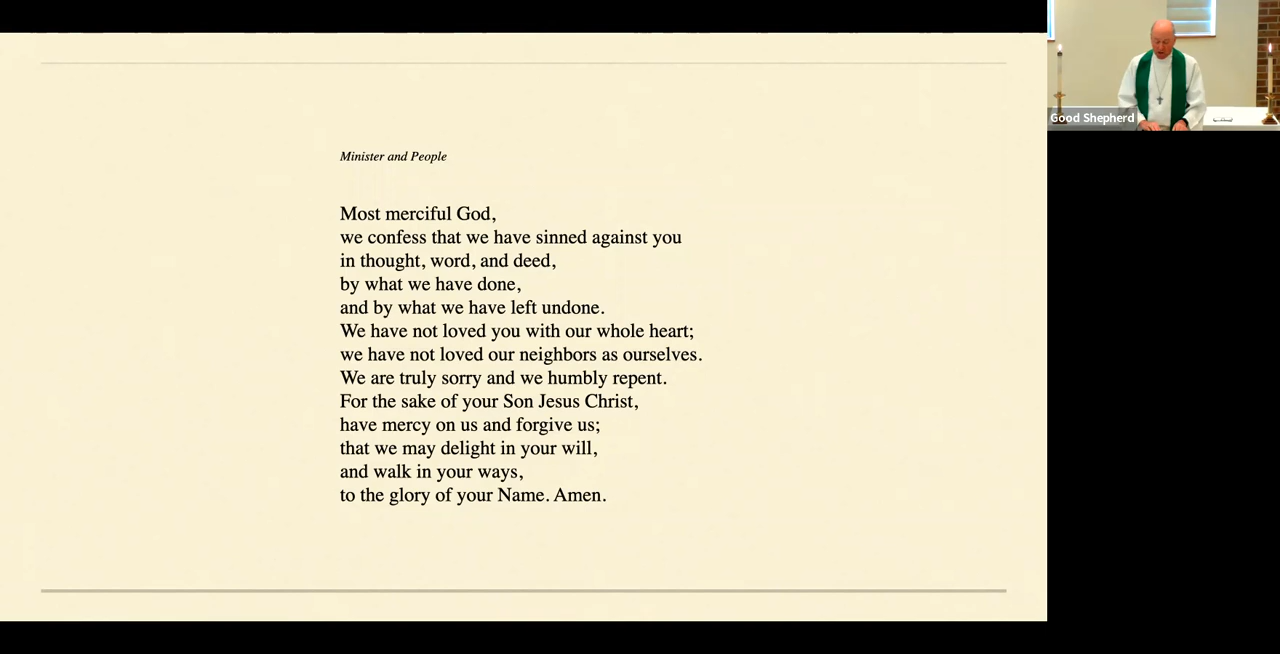 Minister and People
Most merciful God,
we confess that we have sinned against you
in thought, word, and deed,
by what we have done,
and by what we have left undone.
We have not loved you with our whole heart;
we have not loved our neighbors as ourselves.
We are truly sorry and we humbly repent.
For the sake of your Son Jesus Christ,
have mercy on us and forgive us;
that we may delight in your will,
and walk in your ways,
to the glory of your Name. Amen.
Good Shepherd